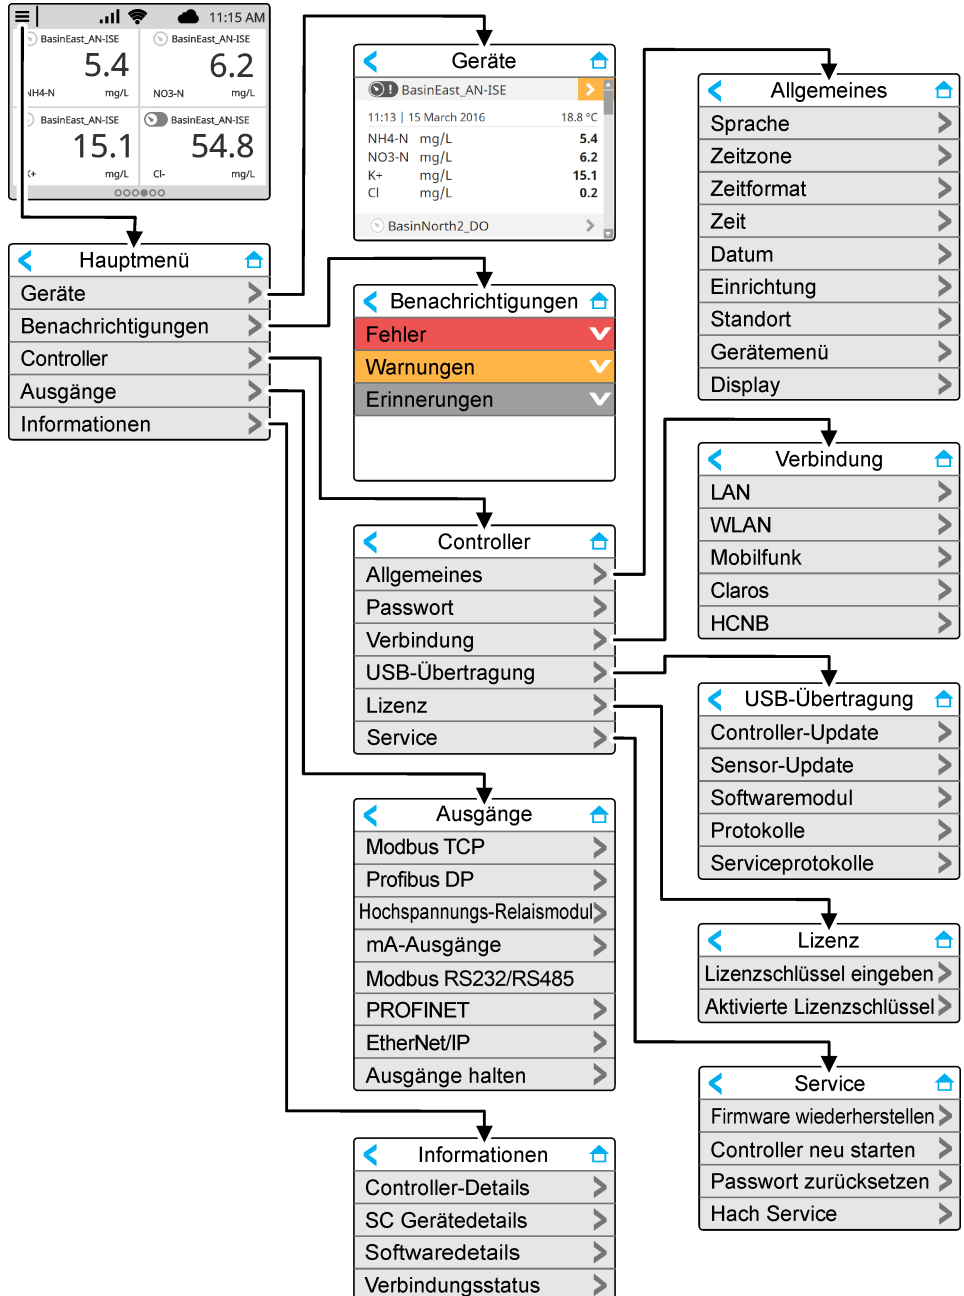 11:15 AM
BasinEast_AN-ISE
BasinEast_AN-ISE
5.4
6.2
NH4-N mg/L
NO3-N mg/L
BasinEast_AN-ISE
BasinEast_AN-ISE
15.1
54.8
K+ mg/L
Cl- mg/L
Hauptmenü
Geräte
Benachrichtigungen
Controller
Ausgänge
Informationen
Geräte
BasinEast_AN-ISE
11:13 | 15 March 2016 18.8 °C
NH4-N mg/L 5.4
NO3-N mg/L 6.2
K+ mg/L 15.1
Cl mg/L 0.2
BasinNorth2_DO
Benachrichtigungen
Fehler
Warnungen
Erinnerungen
Controller
Allgemeines
Passwort
Verbindung
USB-Übertragung
Lizenz
Service
Ausgänge
Modbus TCP
Profibus DP
Hochspannungs-Relaismodul
mA-Ausgänge
Modbus RS232/RS485
PROFINET
EtherNet/IP
Ausgänge halten
Informationen
Controller-Details
SC Gerätedetails
Softwaredetails
Verbindungsstatus
Allgemeines
Sprache
Zeitzone
Zeitformat
Zeit
Datum
Einrichtung
Standort
Gerätemenü
Display
Verbindung
LAN
WLAN
Mobilfunk
Claros
HCNB
USB-Übertragung
Controller-Update
Sensor-Update
Softwaremodul
Protokolle
Serviceprotokolle
Lizenz
Lizenzschlüssel eingeben
Aktivierte Lizenzschlüssel
Service
Firmware wiederherstellen
Controller neu starten
Passwort zurücksetzen
Hach Service